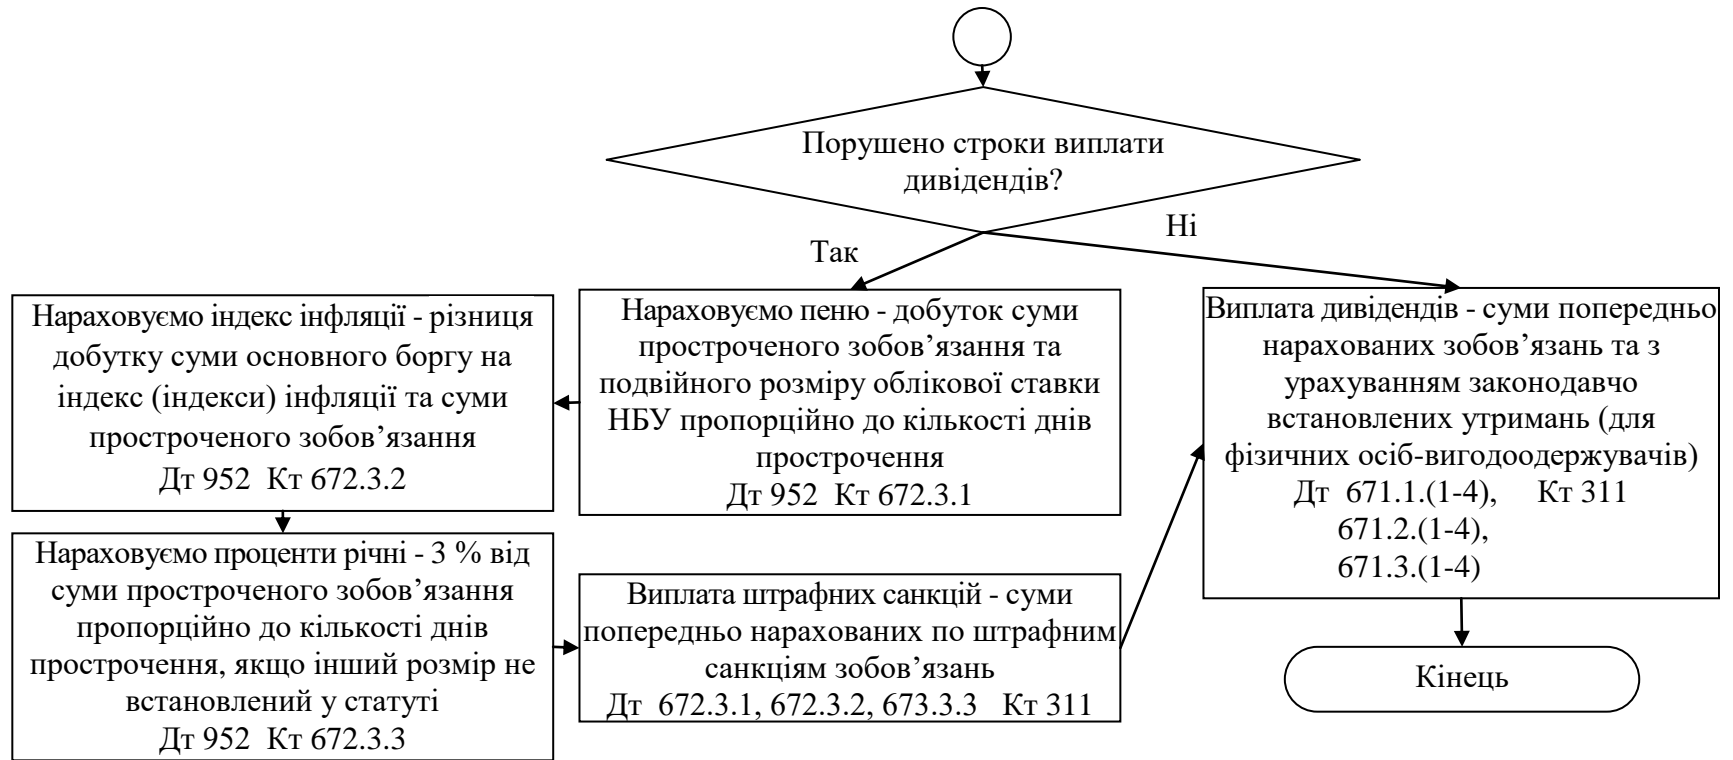 Порушено строки виплати
дивідендів?
Так
Ні
Нараховуємо пеню - добуток суми
простроченого зобов’язання та
подвійного розміру облікової ставки
НБУ пропорційно до кількості днів
прострочення
Дт 952 Кт 672.3.1
Нараховуємо індекс інфляції - різниця
добутку суми основного боргу на
індекс (індекси) інфляції та суми
простроченого зобов’язання
Дт 952 Кт 672.3.2
Нараховуємо проценти річні - 3 % від
суми простроченого зобов’язання
пропорційно до кількості днів
прострочення, якщо інший розмір не
встановлений у статуті
Дт 952 Кт 672.3.3
Виплата штрафних санкцій - суми
попередньо нарахованих по штрафним
санкціям зобов’язань
Дт 672.3.1, 672.3.2, 673.3.3 Кт 311
Виплата дивідендів - суми попередньо
нарахованих зобов’язань та з
урахуванням законодавчо
встановлених утримань (для
фізичних осіб-вигодоодержувачів)
Дт 671.1.(1-4), Кт 311
671.2.(1-4),
671.3.(1-4)
Кінець